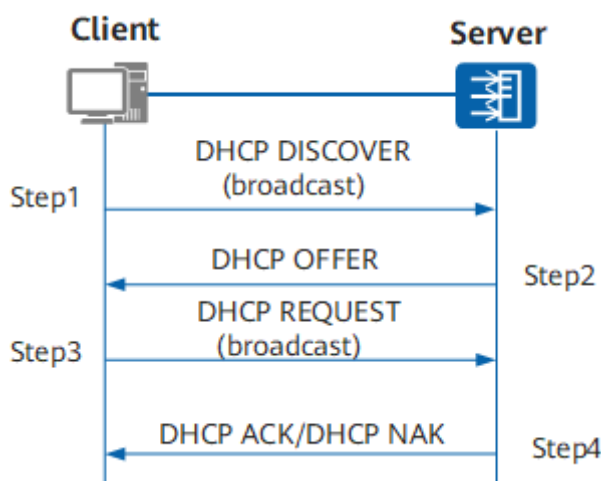 Client
Server
DHCP DISCOVER
(broadcast)
Step1
DHCP OFFER
Step2
DHCP REQUEST
(broadcast)
Step3
DHCP ACK/DHCP NAK
Step4